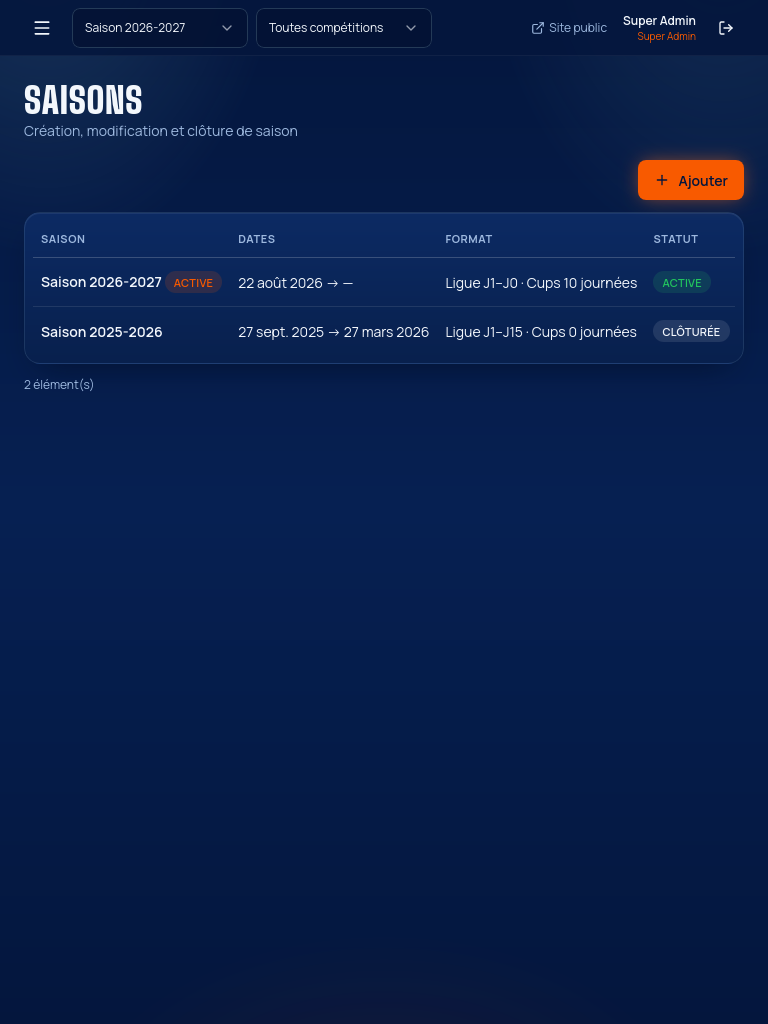 Saison 2026-2027
Toutes compétitions
Site public
Super Admin
Super Admin
SAISONS
Création, modification et clôture de saison
Ajouter
SAISON DATES FORMAT STATUT
Saison 2026-2027 ACTIVE 22 août 2026 → — Ligue J1–J0 · Cups 10 journées ACTIVE
Saison 2025-2026 27 sept. 2025 → 27 mars 2026 Ligue J1–J15 · Cups 0 journées CLÔTURÉE
2 élément(s)